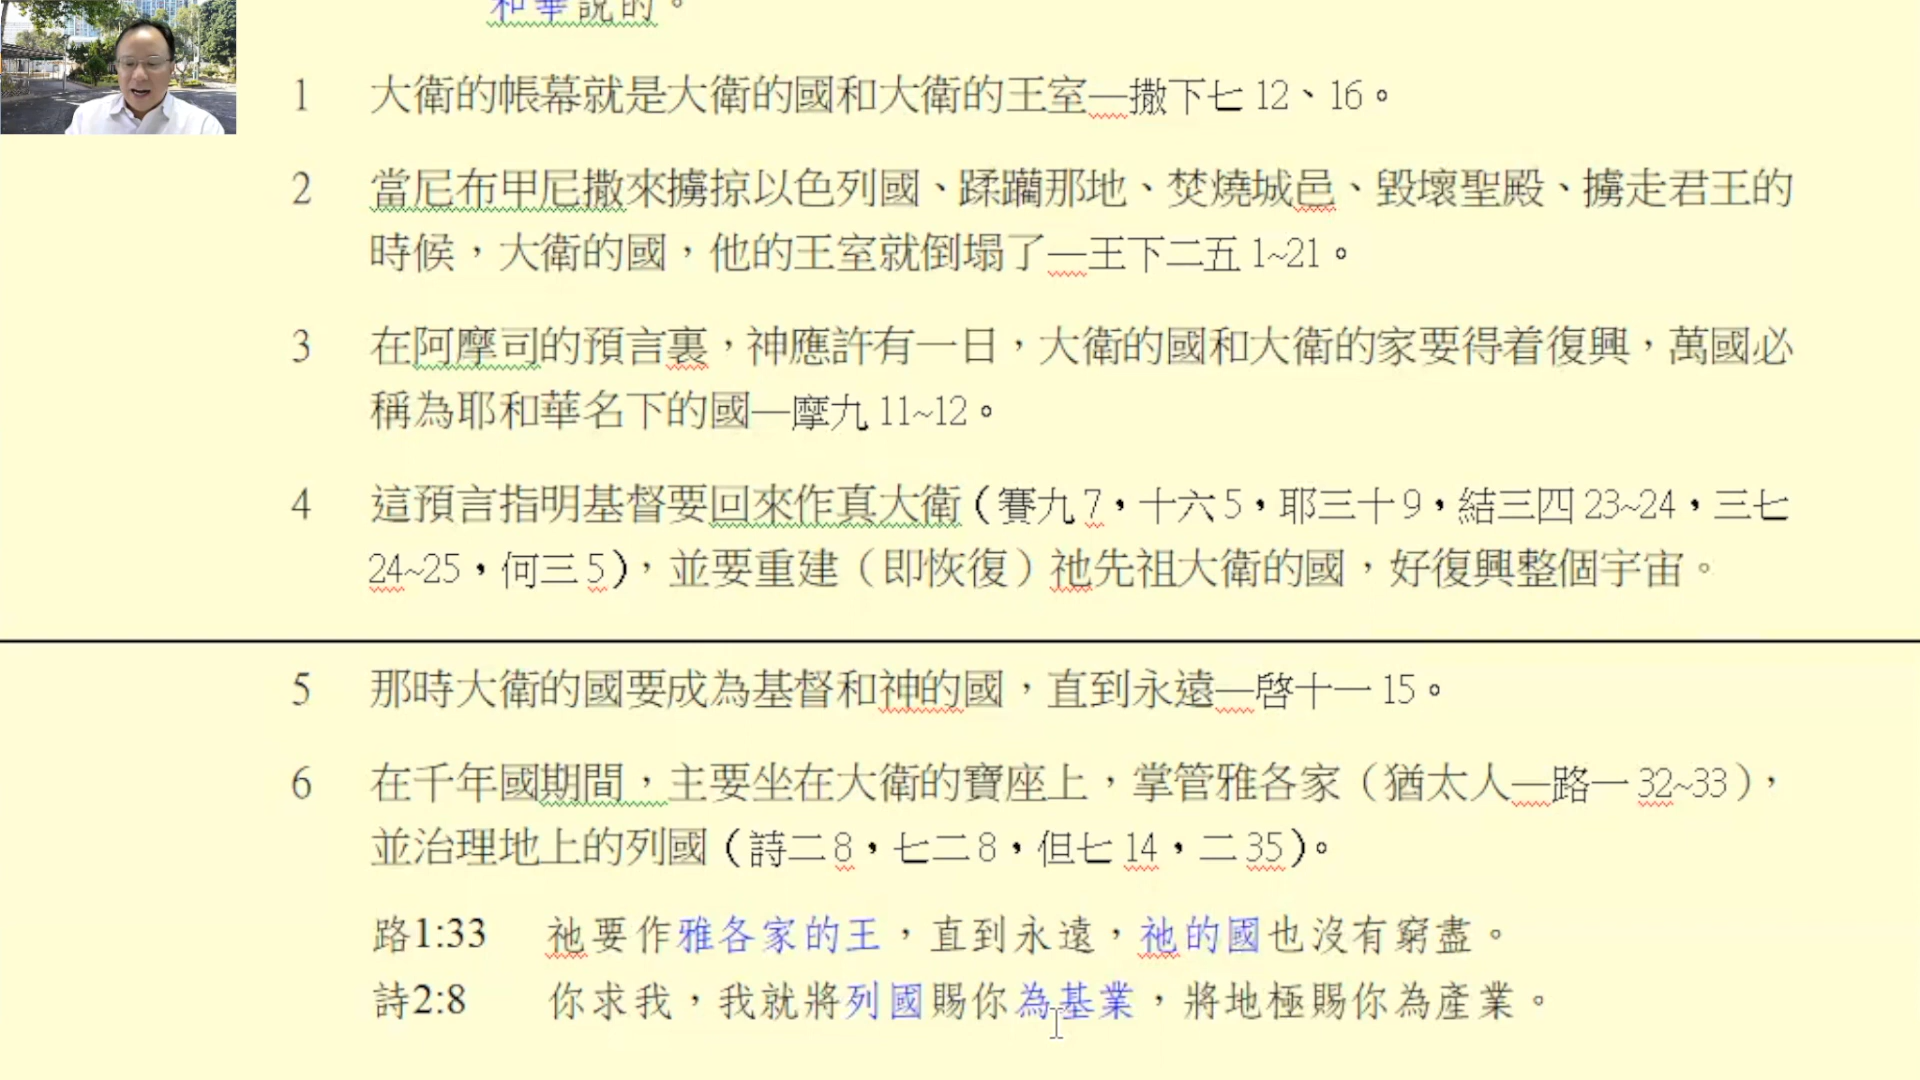 和華說的。
1 大衛的帳幕就是大衛的國和大衛的王室—撒下七 12、16。
2 當尼布甲尼撒來擄掠以色列國、蹂躪那地、焚燒城邑、毀壞聖殿、擄走君王的
時候，大衛的國，他的王室就倒塌了—王下二五 1~21。
3 在阿摩司的預言裏，神應許有一日，大衛的國和大衛的家要得着復興，萬國必
稱為耶和華名下的國—摩九 11~12。
4 這預言指明基督要回來作真大衛（賽九 7，十六 5，耶三十 9，結三四 23~24，三七
24~25，何三 5），並要重建（即恢復）祂先祖大衛的國，好復興整個宇宙。
5 那時大衛的國要成為基督和神的國，直到永遠—啓十一 15。
6 在千年國期間，主要坐在大衛的寶座上，掌管雅各家（猶太人—路一 32~33），
並治理地上的列國（詩二 8，七二 8，但七 14，二 35）。
路1:33 祂要作雅各家的王，直到永遠，祂的國也沒有窮盡。
詩2:8 你求我，我就將列國賜你為基業，將地極賜你為產業。